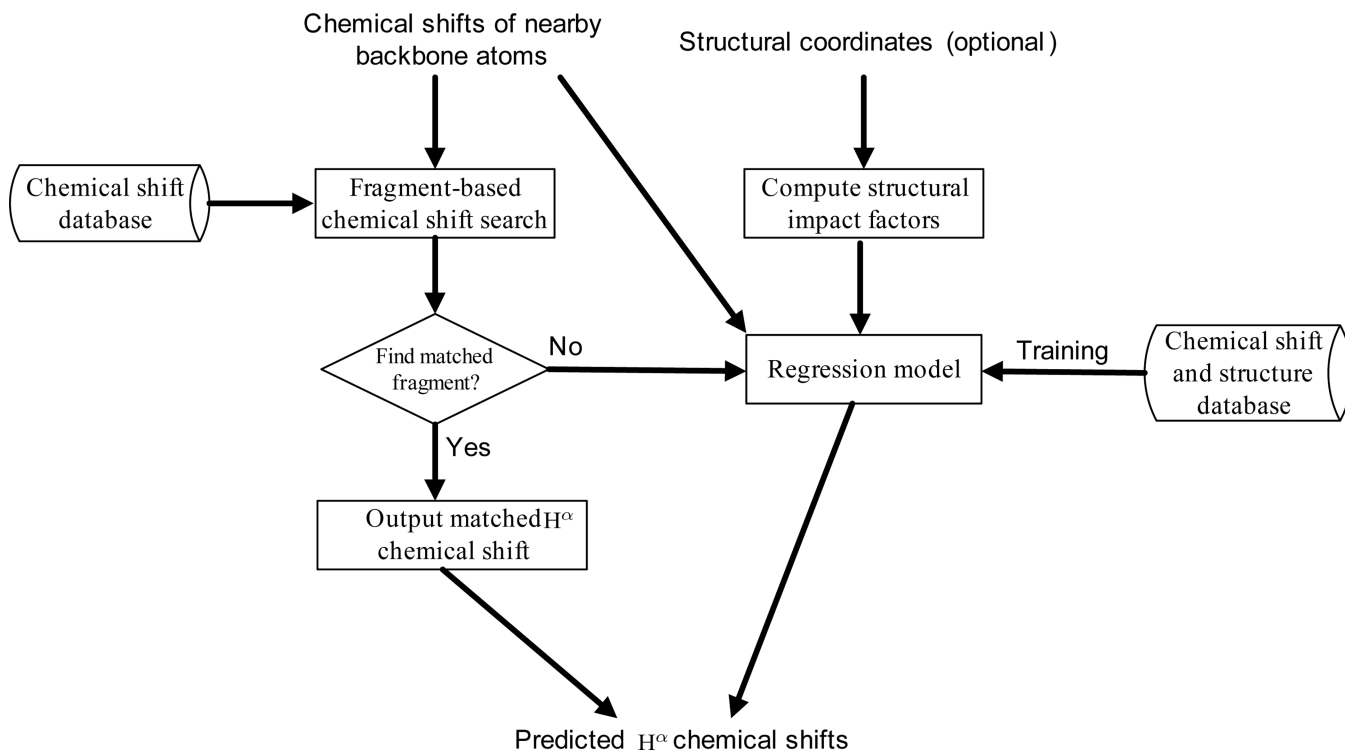 Chemical shifts of nearby
backbone atoms
Structural coordinates (optional)
Chemical shift
database
Fragment-based
chemical shift search
Compute structural
impact factors
Find matched
fragment?
No
Regression model
Training
Chemical shift
and structure
database
Yes
Output matched Hα
chemical shift
Predicted Hα chemical shifts